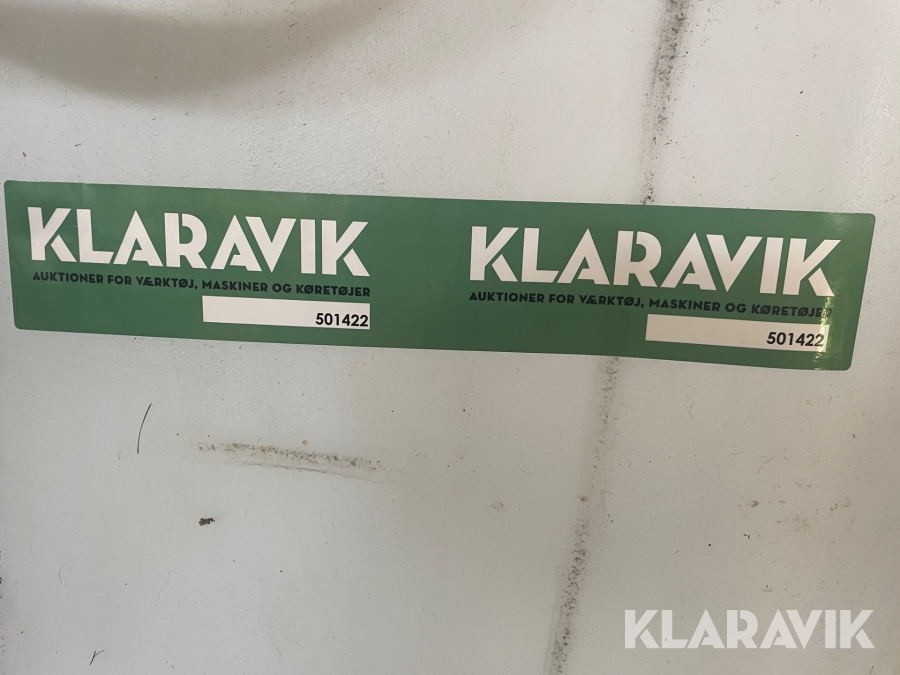 KLARAVIK
AUKTIONER FOR VÆRKTØJ, MASKINER OG KØRETØJER
501422
KLARAVIK
AUKTIONER FOR VÆRKTØJ, MASKINER OG KØRETØJER
501422
KLARAVIK